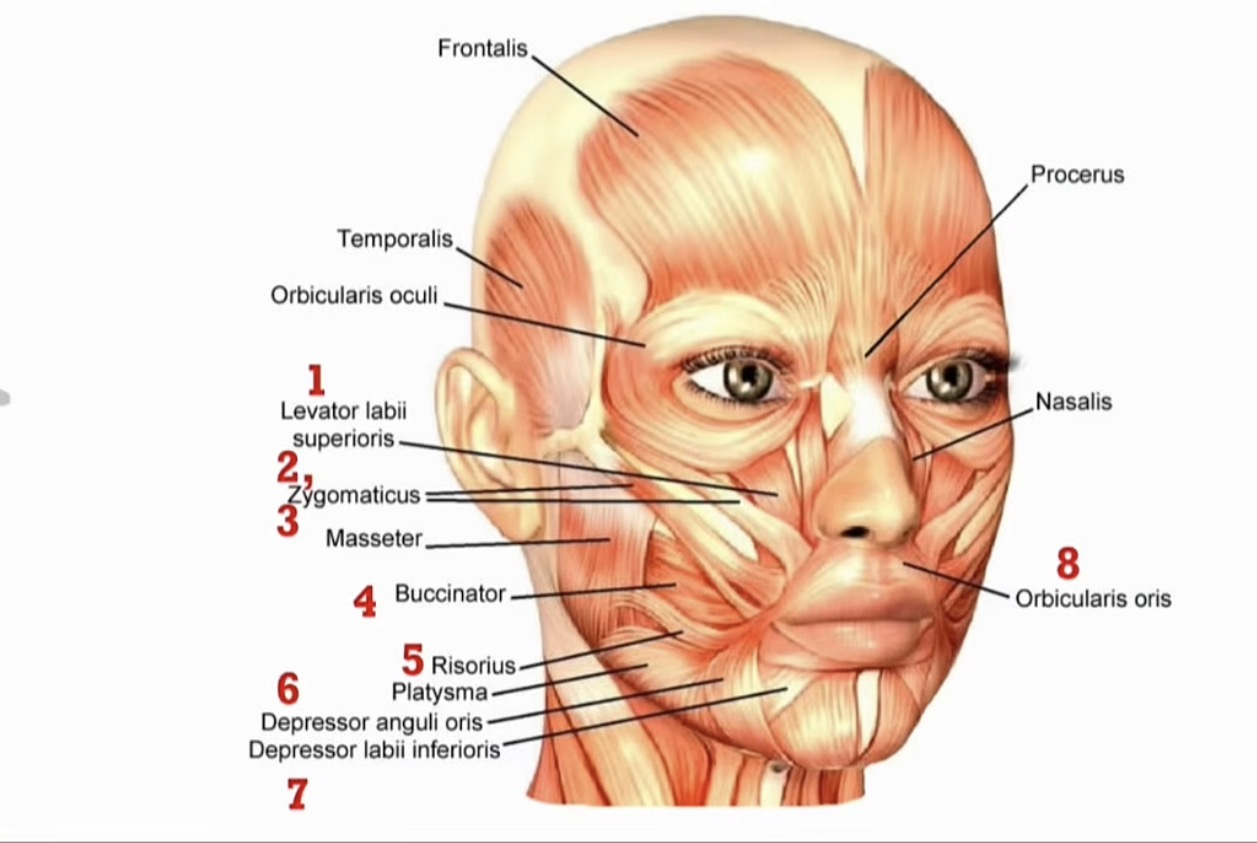 Frontalis
Procerus
Temporalis
Orbicularis oculi
1
Levator labii
superioris
Nasalis
2,
Zygomaticus
3
Masseter
8
4 Buccinator
Orbicularis oris
5 Risorius
6
Platysma
Depressor anguli oris
Depressor labii inferioris
7